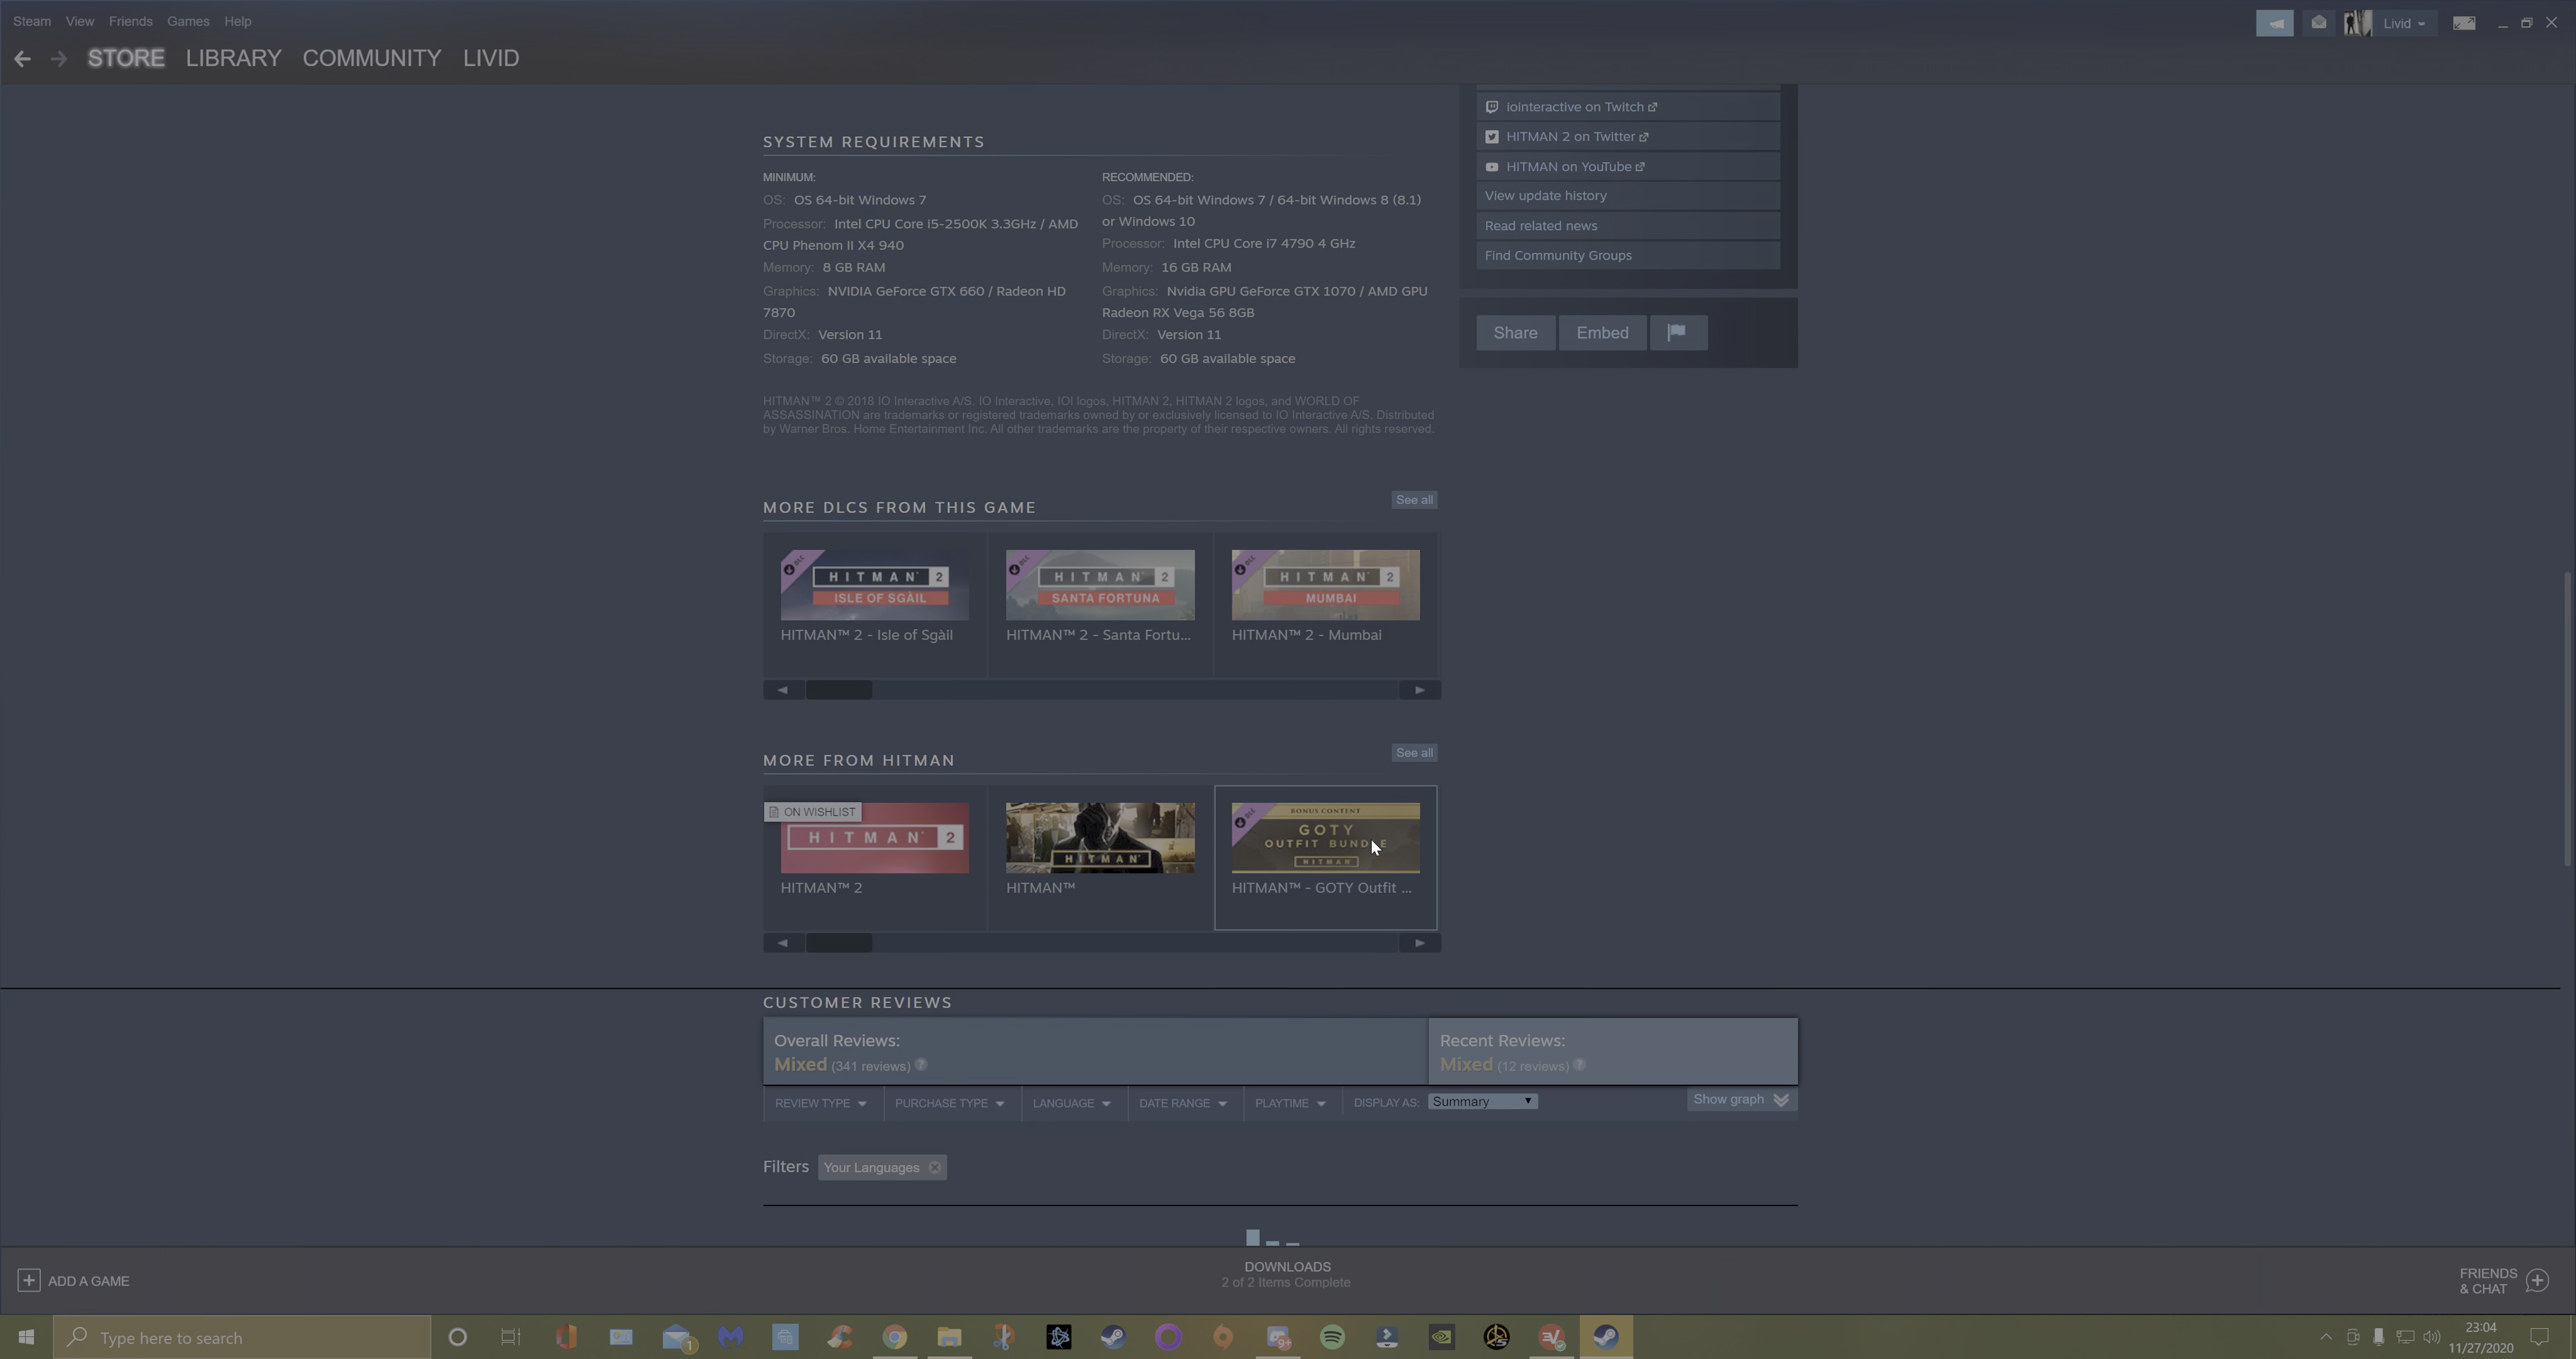 Steam View Friends Games Help
Livid
STORE LIBRARY COMMUNITY LIVID
iointeractive on Twitch
HITMAN 2 on Twitter
HITMAN on YouTube
View update history
Read related news
Find Community Groups
Share Embed
SYSTEM REQUIREMENTS
MINIMUM:
OS: OS 64-bit Windows 7
Processor: Intel CPU Core i5-2500K 3.3GHz / AMD
CPU Phenom II X4 940
Memory: 8 GB RAM
Graphics: NVIDIA GeForce GTX 660 / Radeon HD
7870
DirectX: Version 11
Storage: 60 GB available space
RECOMMENDED:
OS: OS 64-bit Windows 7 / 64-bit Windows 8 (8.1)
or Windows 10
Processor: Intel CPU Core i7 4790 4 GHz
Memory: 16 GB RAM
Graphics: Nvidia GPU GeForce GTX 1070 / AMD GPU
Radeon RX Vega 56 8GB
DirectX: Version 11
Storage: 60 GB available space
HITMAN™ 2 © 2018 IO Interactive A/S. IO Interactive, IOI logos, HITMAN 2, HITMAN 2 logos, and WORLD OF
ASSASSINATION are trademarks or registered trademarks owned by or exclusively licensed to IO Interactive A/S. Distributed
by Warner Bros. Home Entertainment Inc. All other trademarks are the property of their respective owners. All rights reserved.
MORE DLCS FROM THIS GAME
See all
DLC
HITMAN 2
ISLE OF SGÀIL
HITMAN™ 2 - Isle of Sgàil
DLC
HITMAN 2
SANTA FORTUNA
HITMAN™ 2 - Santa Fortu...
DLC
HITMAN 2
MUMBAI
HITMAN™ 2 - Mumbai
MORE FROM HITMAN
See all
ON WISHLIST
HITMAN 2
HITMAN™ 2
HITMAN
HITMAN™
DLC
BONUS CONTENT
GOTY
OUTFIT BUNDLE
HITMAN
HITMAN™ - GOTY Outfit ...
CUSTOMER REVIEWS
Overall Reviews:
Mixed (341 reviews) ?
Recent Reviews:
Mixed (12 reviews) ?
REVIEW TYPE PURCHASE TYPE LANGUAGE DATE RANGE PLAYTIME DISPLAY AS: Summary Show graph
Filters Your Languages
ADD A GAME
DOWNLOADS
2 of 2 Items Complete
FRIENDS
& CHAT
Type here to search
1
9+
23:04
11/27/2020